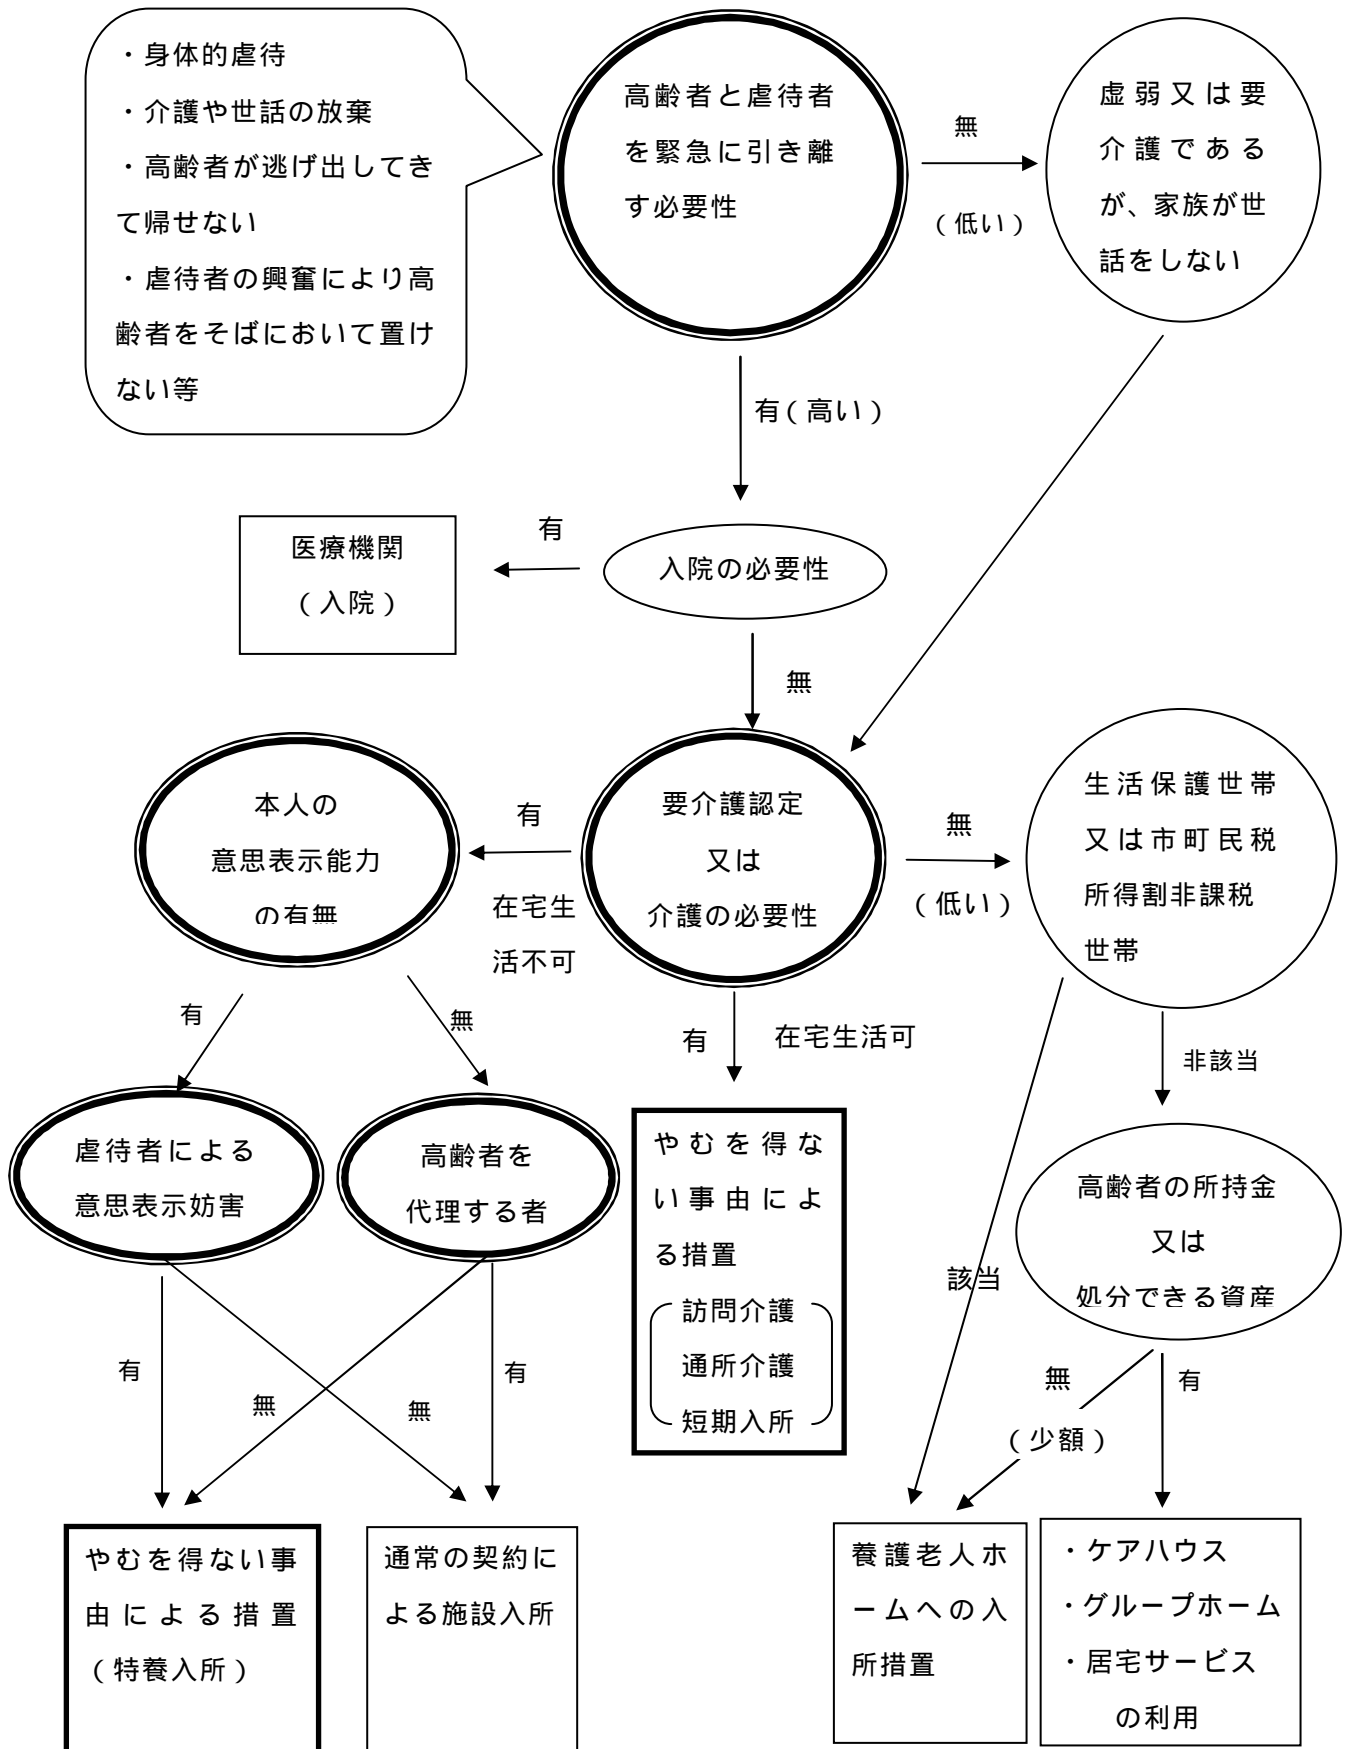 ・身体的虐待
・介護や世話の放棄
・高齢者が逃げ出してき
て帰せない
・虐待者の興奮により高
齢者をそばにおいて置け
ない等
高齢者と虐待者
を緊急に引き離
す必要性
無
（低い）
虚弱又は要
介護である
が、家族が世
話をしない
有（高い）
医療機関
（入院）
有
入院の必要性
無
本人の
意思表示能力
の有無
有
在宅生
活不可
要介護認定
又は
介護の必要性
無
（低い）
生活保護世帯
又は市町民税
所得割非課税
世帯
有
無
有
在宅生活可
非該当
虐待者による
意思表示妨害
高齢者を
代理する者
やむを得な
い事由によ
る措置
訪問介護
通所介護
短期入所
該当
高齢者の所持金
又は
処分できる資産
有
無
無
有
無
（少額）
有
やむを得ない事
由による措置
（特養入所）
通常の契約に
よる施設入所
養護老人ホ
ームへの入
所措置
・ケアハウス
・グループホーム
・居宅サービス
の利用